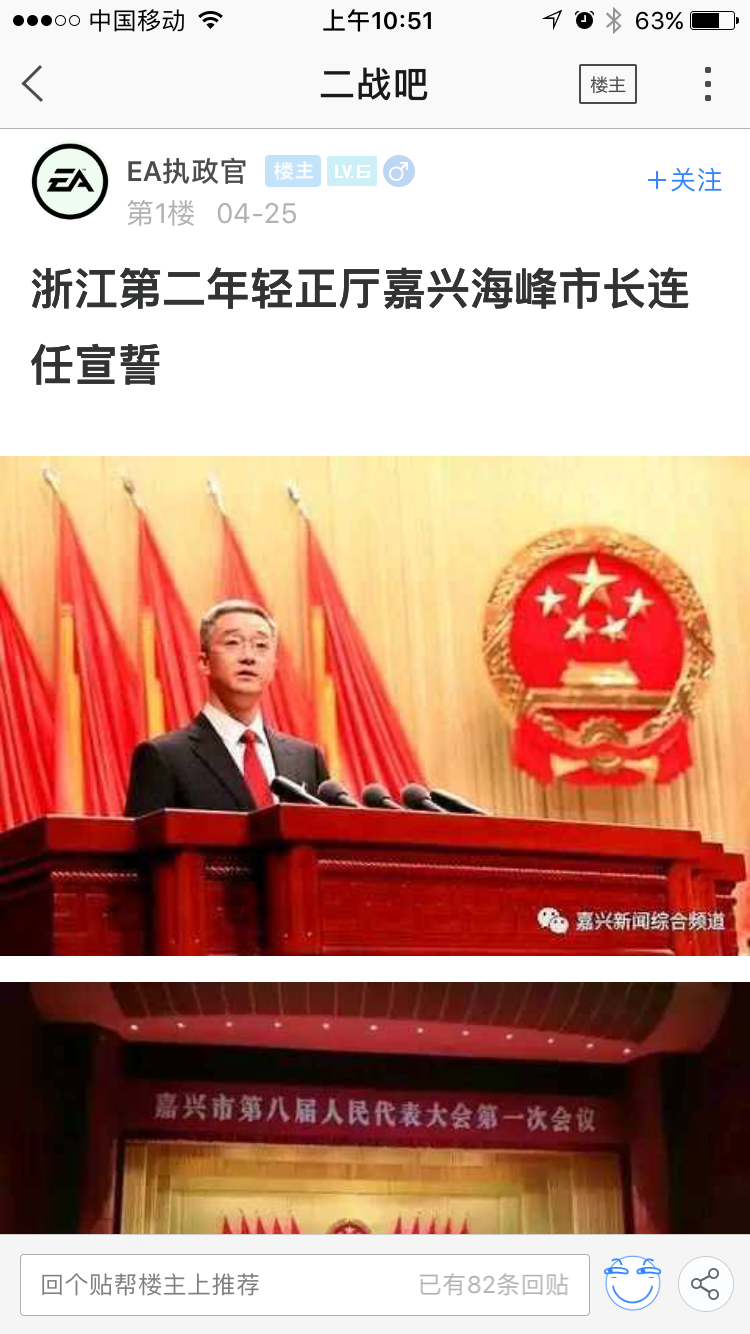 中国移动 上午10:51 63%
二战吧 楼主
EA
EA执政官 楼主 LV.6
+关注
第1楼 04-25
浙江第二年轻正厅嘉兴海峰市长连
任宣誓
嘉兴新闻综合频道
嘉兴市第八届人民代表大会第一次会议
回个贴帮楼主上推荐 已有82条回贴